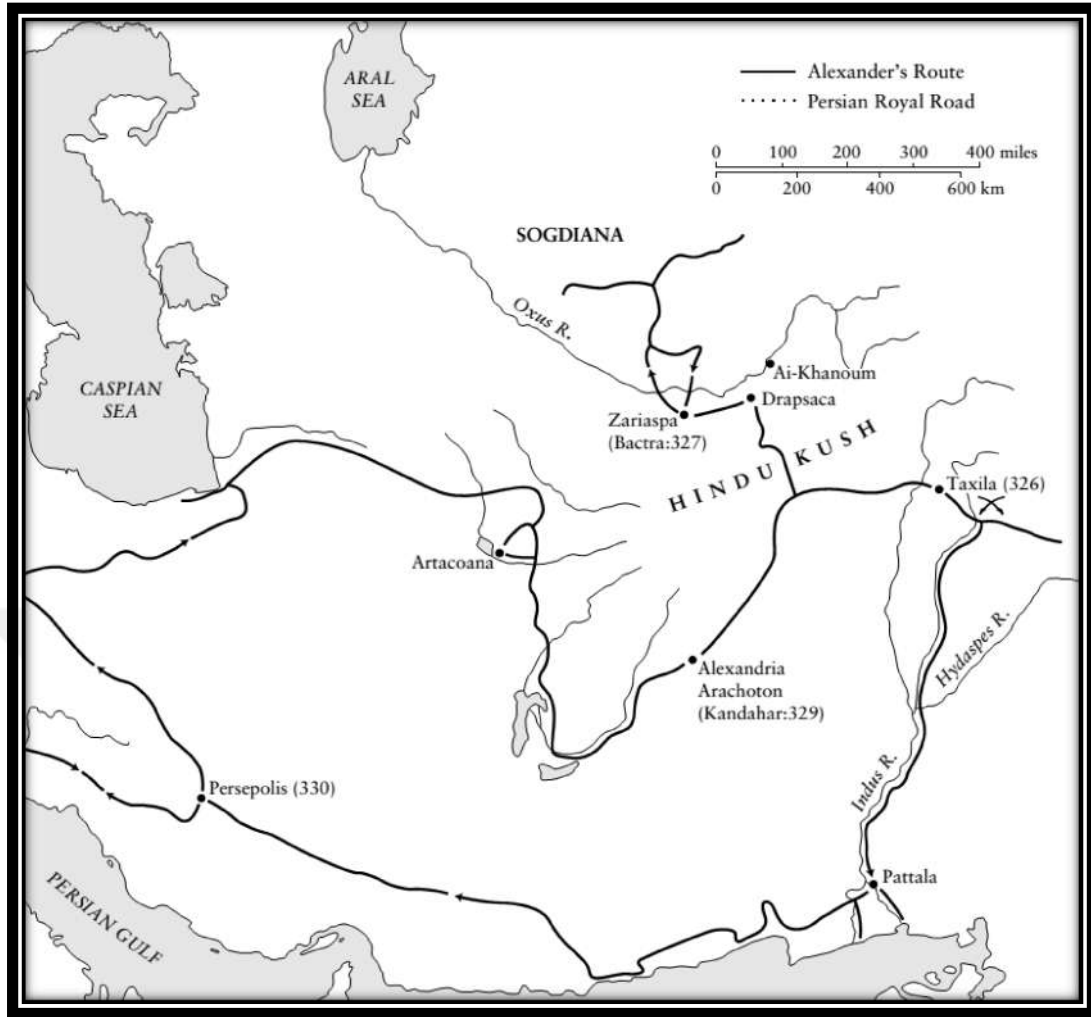 ARAL
SEA
Alexander's Route
Persian Royal Road
0 100 200 300 400 miles
0 200 400 600 km
SOGDIANA
Oxus R.
Ai-Khanoum
Drapsaca
CASPIAN
SEA
Zariaspa
(Bactra:327)
HINDU KUSH
Taxila (326)
Artacoana
Hydaspes R.
Alexandria
Arachoton
(Kandahar:329)
Indus R.
Persepolis (330)
Pattala
PERSIAN GULF